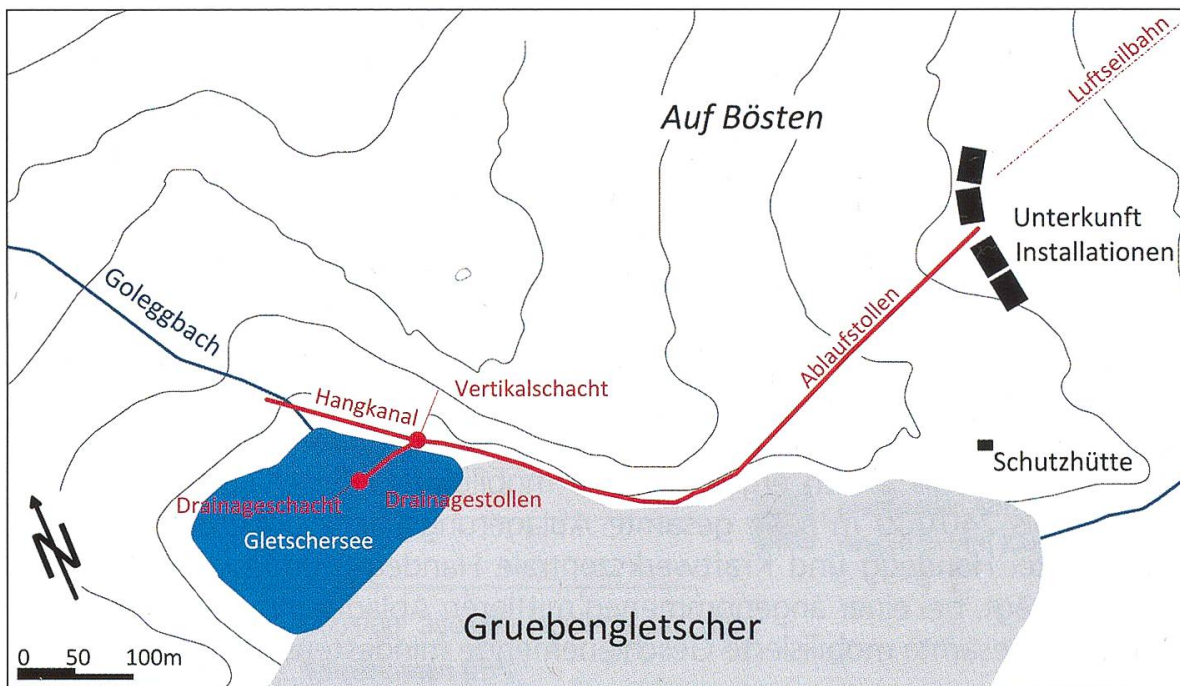 Luftseilbahn
Auf Bösten
Unterkunft
Installationen
Goleggbach
Ablaufstollen
Vertikalschacht
Hangkanal
Schutzhütte
Drainageschacht
Drainagestollen
Gletschersee
Gruebengletscher
N
0 50 100m